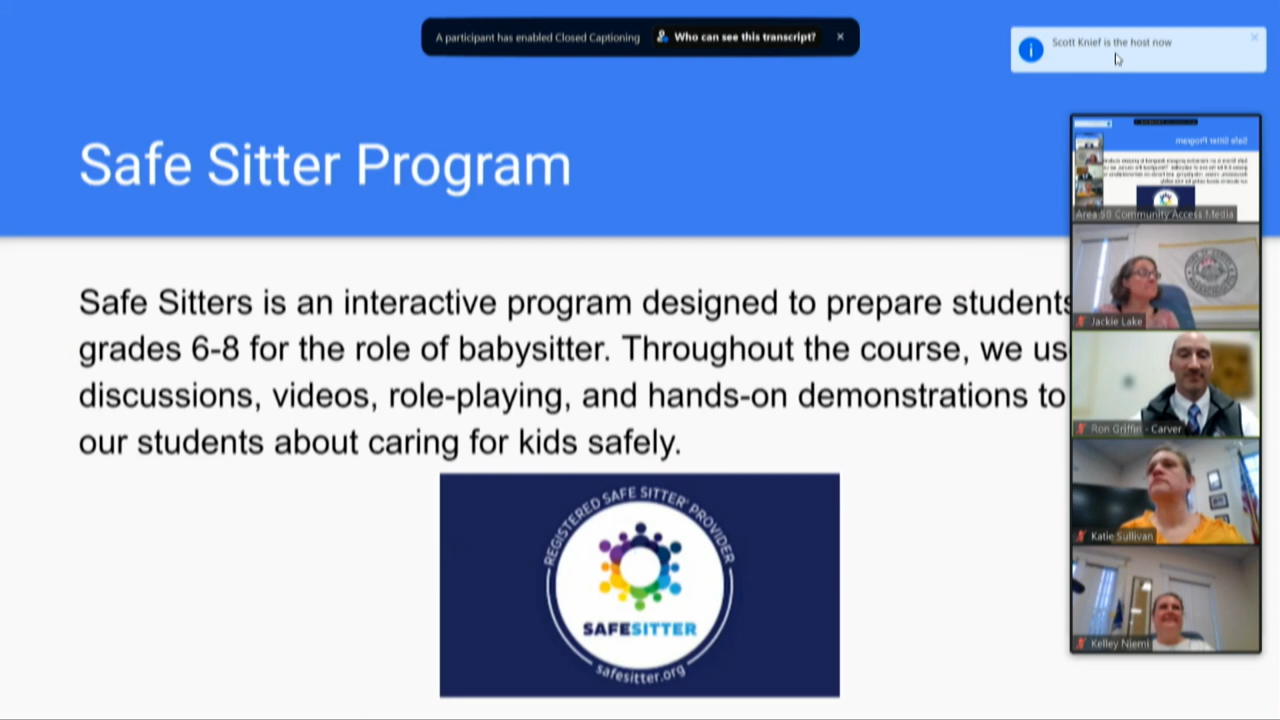 A participant has enabled Closed Captioning Who can see this transcript?
Scott Knief is the host now
Safe Sitter Program
Safe Sitter Program
Area 58 Community Access Media
Safe Sitters is an interactive program designed to prepare students
grades 6-8 for the role of babysitter. Throughout the course, we us
discussions, videos, role-playing, and hands-on demonstrations to
our students about caring for kids safely.
Jackie Lake
Ron Griffin - Carver
Katie Sullivan
Kelley Niemi
REGISTERED SAFE SITTER® PROVIDER
SAFESITTER
safesitter.org